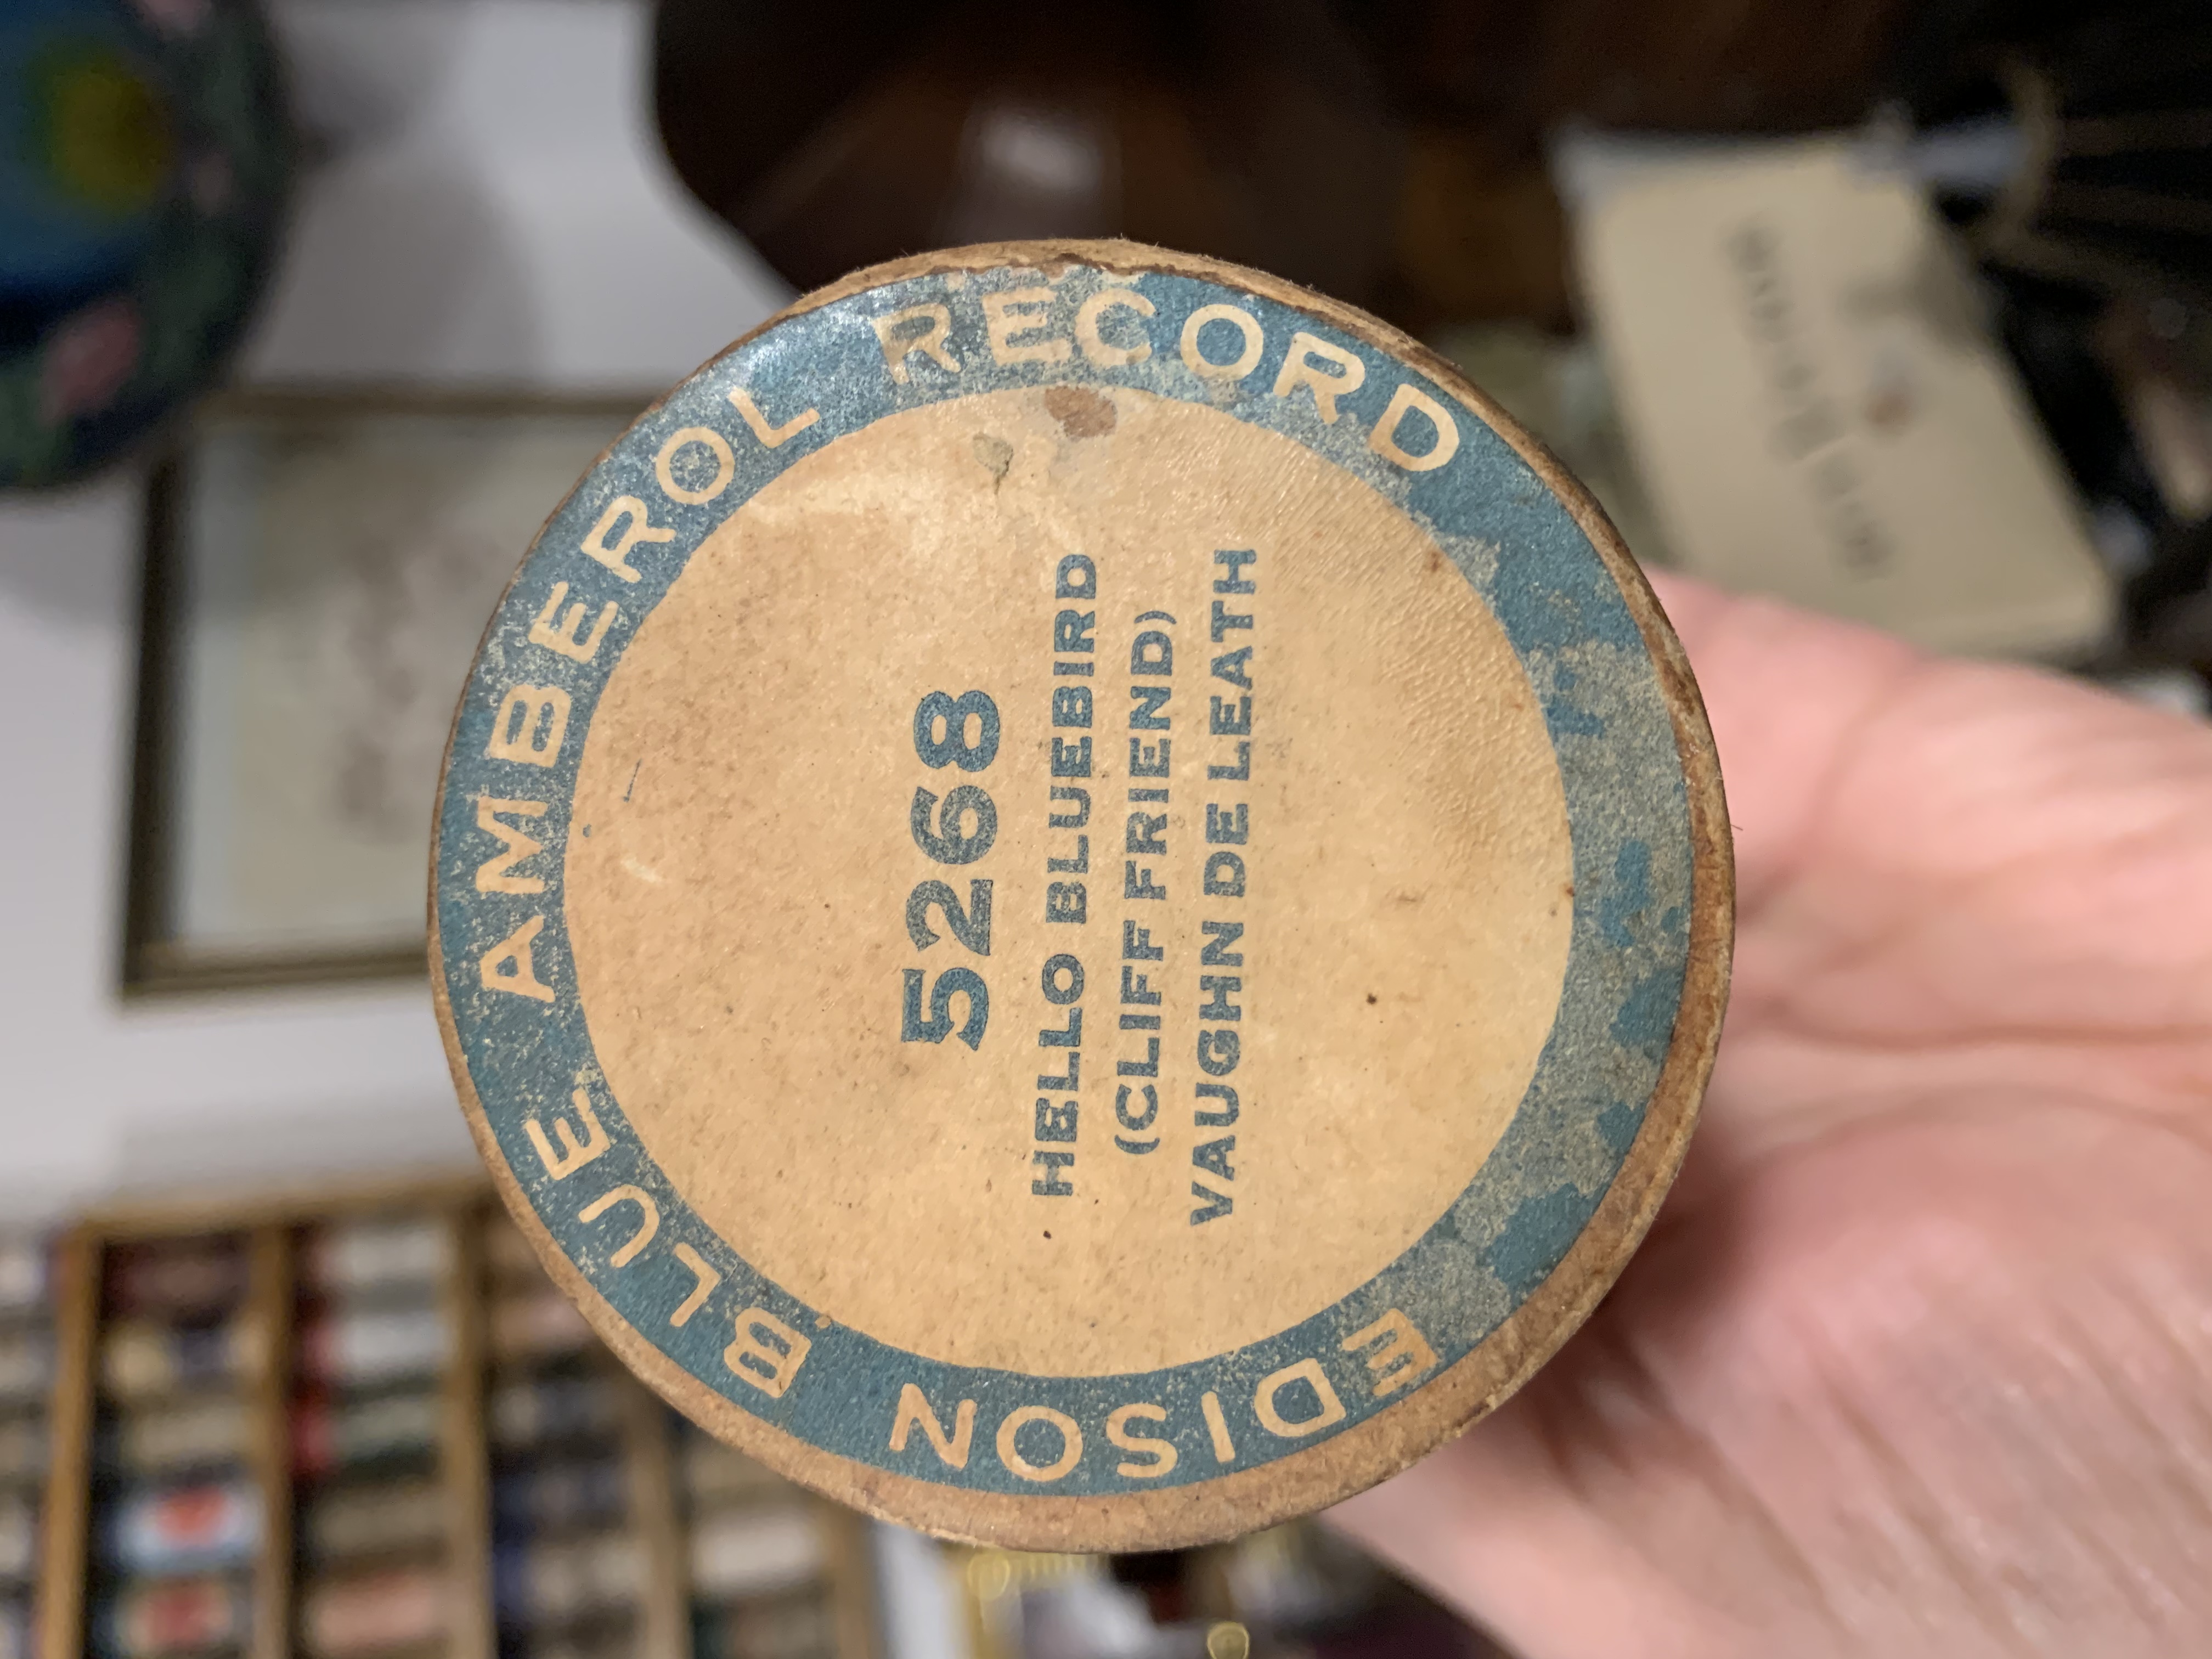 EDISON BLUE AMBEROL RECORD
5268
HELLO BLUEBIRD
(CLIFF FRIEND)
VAUGHN DE LEATH